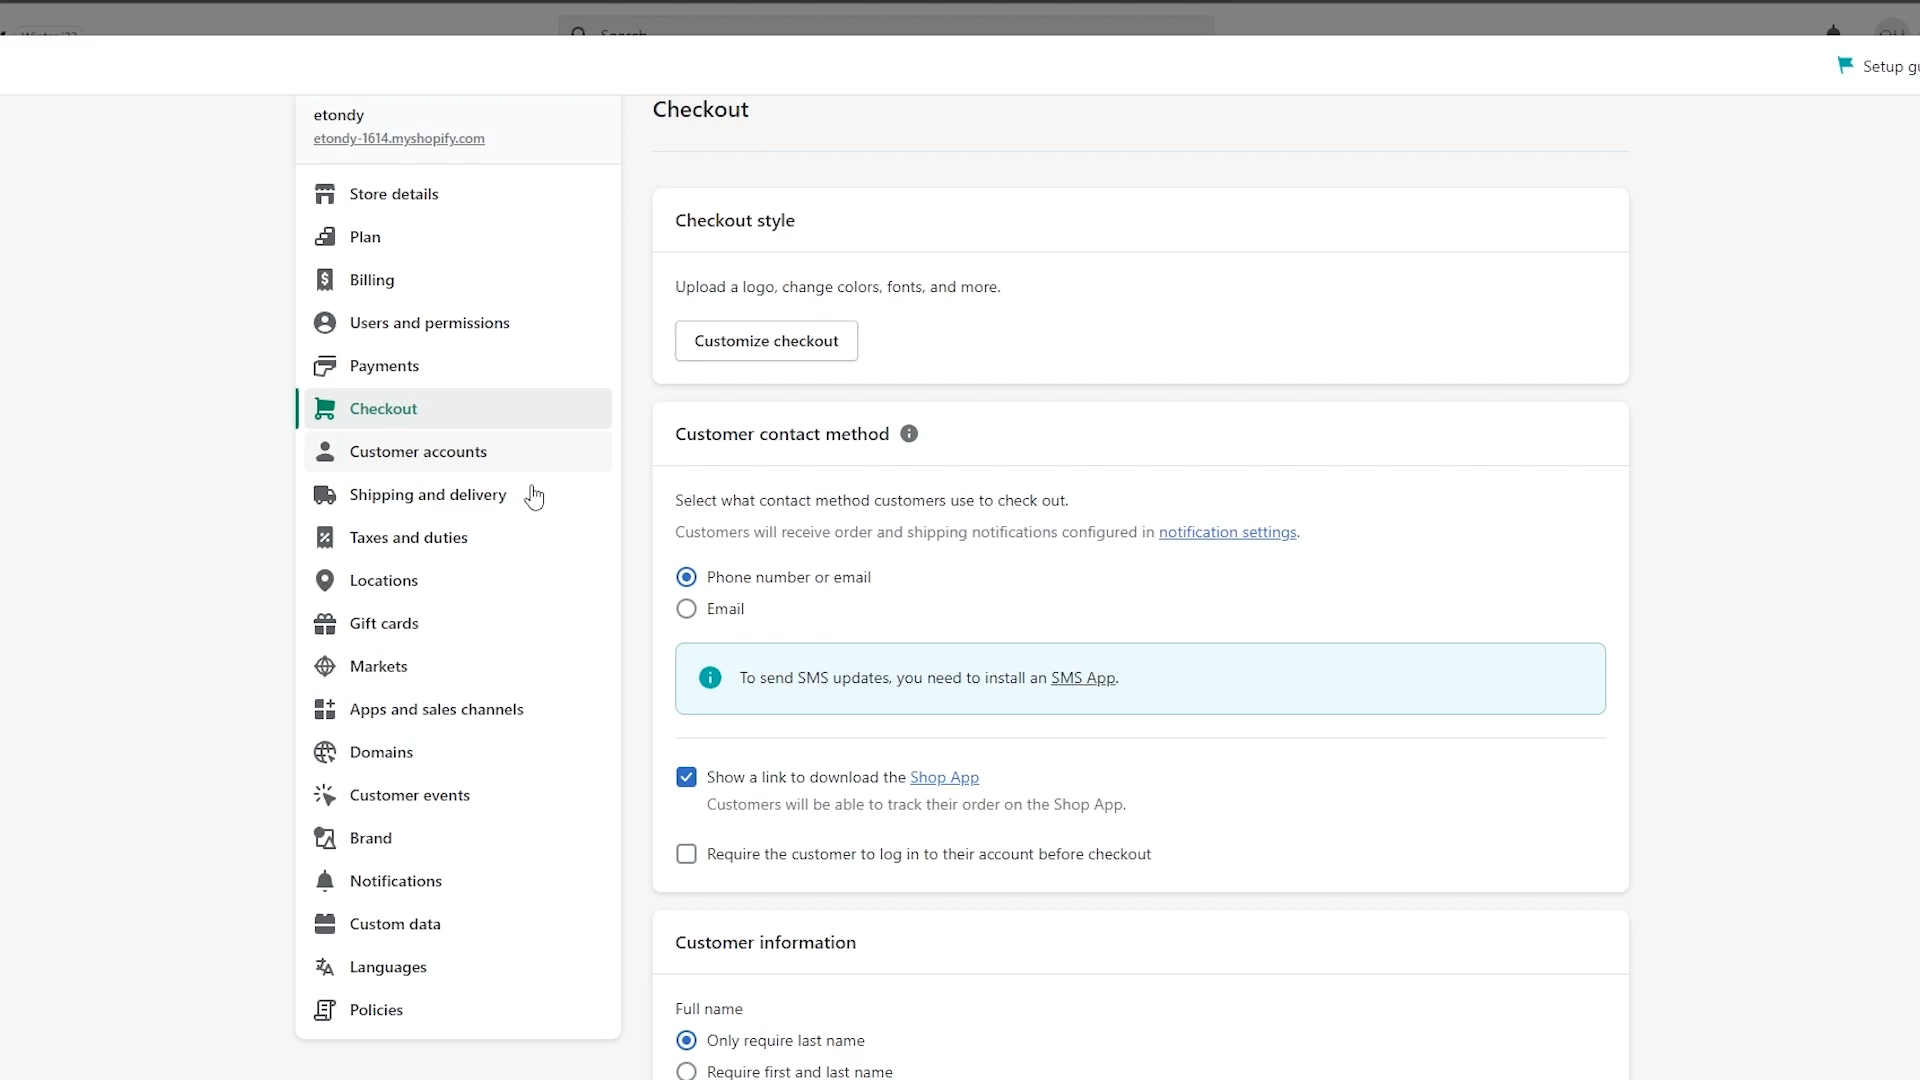 Setup
etondy
etondy-1614.myshopify.com
Store details
Plan
Billing
Users and permissions
Payments
Checkout
Customer accounts
Shipping and delivery
Taxes and duties
Locations
Gift cards
Markets
Apps and sales channels
Domains
Customer events
Brand
Notifications
Custom data
Languages
Policies
Checkout
Checkout style
Upload a logo, change colors, fonts, and more.
Customize checkout
Customer contact method
Select what contact method customers use to check out.
Customers will receive order and shipping notifications configured in notification settings.
Phone number or email
Email
To send SMS updates, you need to install an SMS App.
Show a link to download the Shop App
Customers will be able to track their order on the Shop App.
Require the customer to log in to their account before checkout
Customer information
Full name
Only require last name
Require first and last name